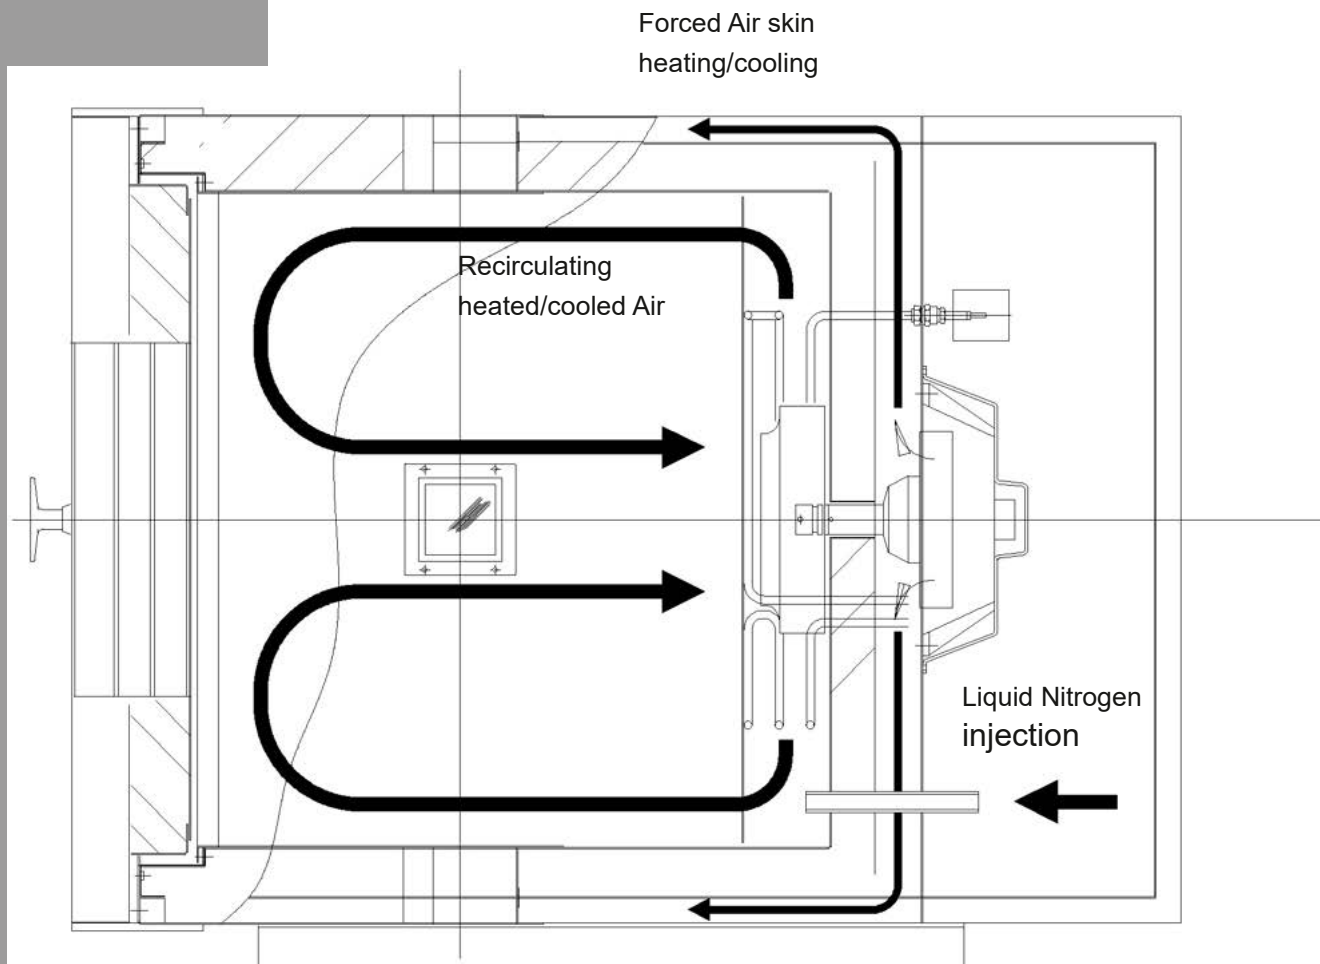 Forced Air skin
heating/cooling
Recirculating
heated/cooled Air
Liquid Nitrogen
injection